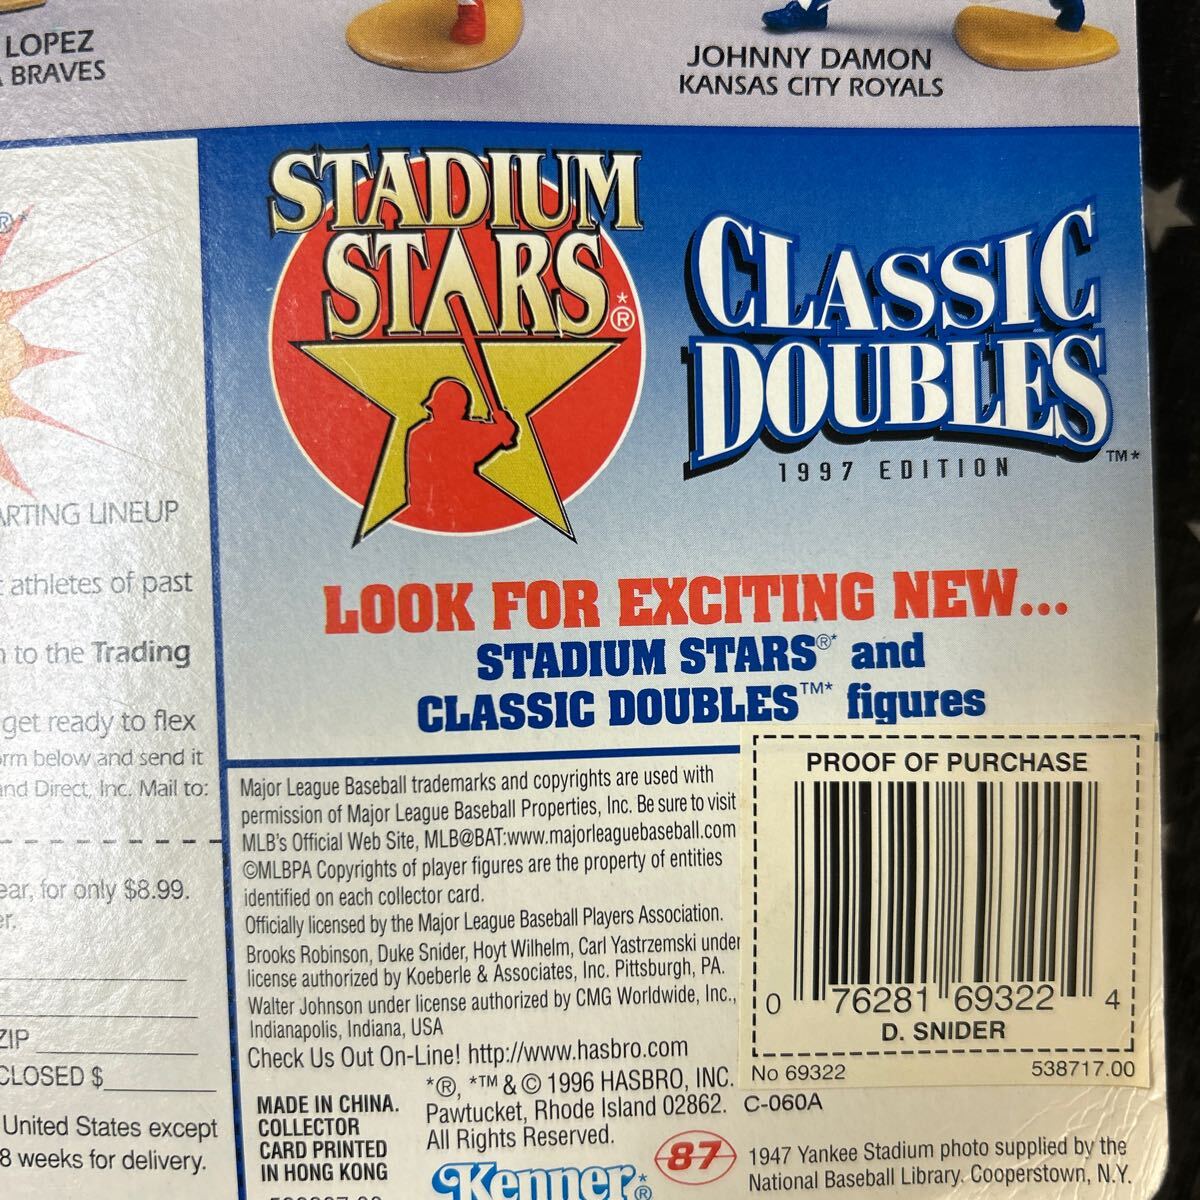 LOPEZ
BRAVES
JOHNNY DAMON
KANSAS CITY ROYALS
®*
ARTING LINEUP
athletes of past
to the Trading
get ready to flex
orm below and send it
and Direct, Inc. Mail to:
ear, for only $8.99.
er.
ZIP
CLOSED $
United States except
8 weeks for delivery.
STADIUM
STARS
*®
CLASSIC
DOUBLES
TM*
1997 EDITION
LOOK FOR EXCITING NEW...
STADIUM STARS®* and
CLASSIC DOUBLES™* figures
Major League Baseball trademarks and copyrights are used with
permission of Major League Baseball Properties, Inc. Be sure to visit
MLB's Official Web Site, MLB@BAT:www.majorleaguebaseball.com
©MLBPA Copyrights of player figures are the property of entities
identified on each collector card.
Officially licensed by the Major League Baseball Players Association.
Brooks Robinson, Duke Snider, Hoyt Wilhelm, Carl Yastrzemski under
license authorized by Koeberle & Associates, Inc. Pittsburgh, PA.
Walter Johnson under license authorized by CMG Worldwide, Inc.,
Indianapolis, Indiana, USA
Check Us Out On-Line! http://www.hasbro.com
*®, *™ & © 1996 HASBRO, INC.
Pawtucket, Rhode Island 02862.
All Rights Reserved.
MADE IN CHINA.
COLLECTOR
CARD PRINTED
IN HONG KONG
Kenner*®
87
PROOF OF PURCHASE
0 76281 69322 4
D. SNIDER
No 69322
538717.00
C-060A
1947 Yankee Stadium photo supplied by the
National Baseball Library. Cooperstown, N.Y.